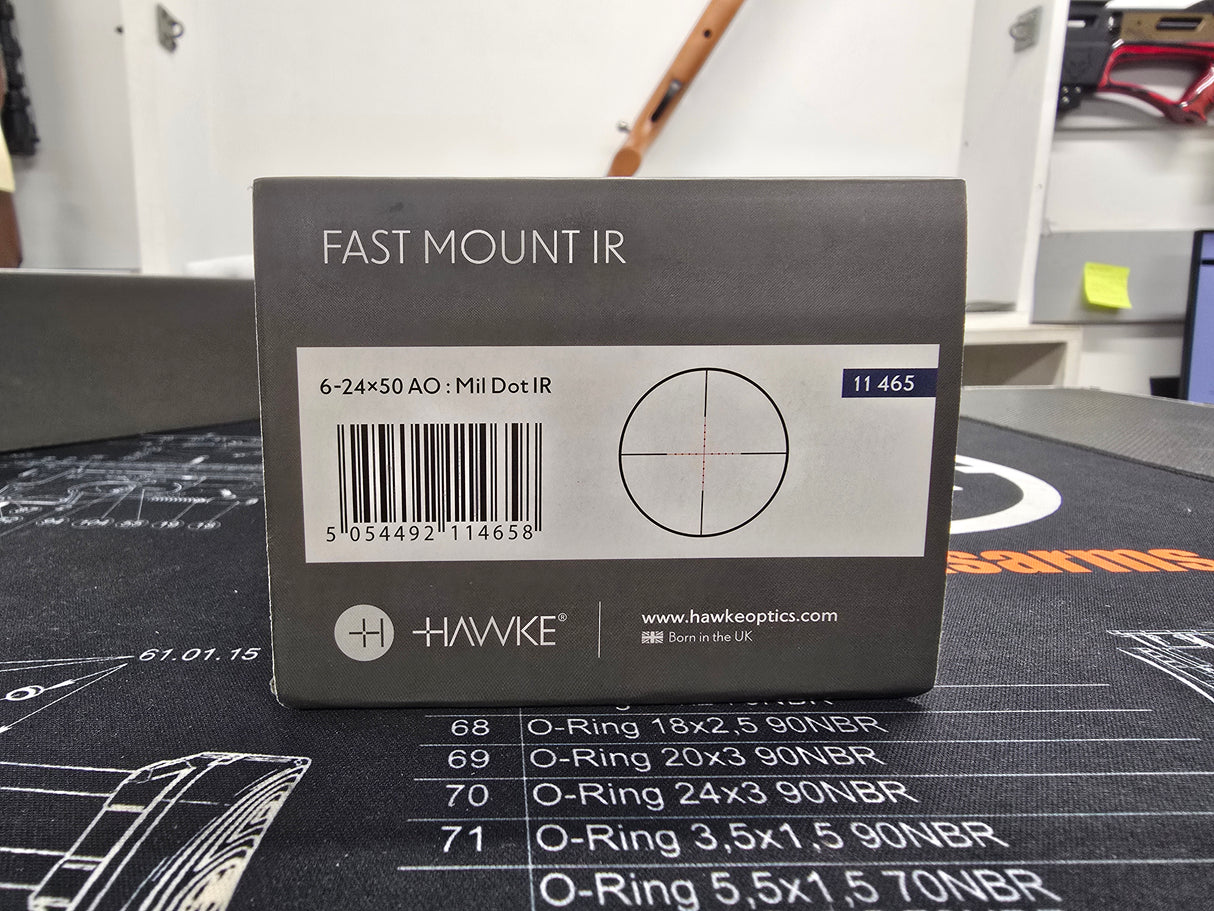 FAST MOUNT IR
6-24×50 AO : Mil Dot IR
11 465
5 054492 114658
HAWKE®
www.hawkeoptics.com
Born in the UK
sarms
61.01.15
68 O-Ring 18x2,5 90NBR
69 O-Ring 20x3 90NBR
70 O-Ring 24x3 90NBR
71 O-Ring 3,5x1,5 90NBR
O-Ring 5,5x1,5 70NBR